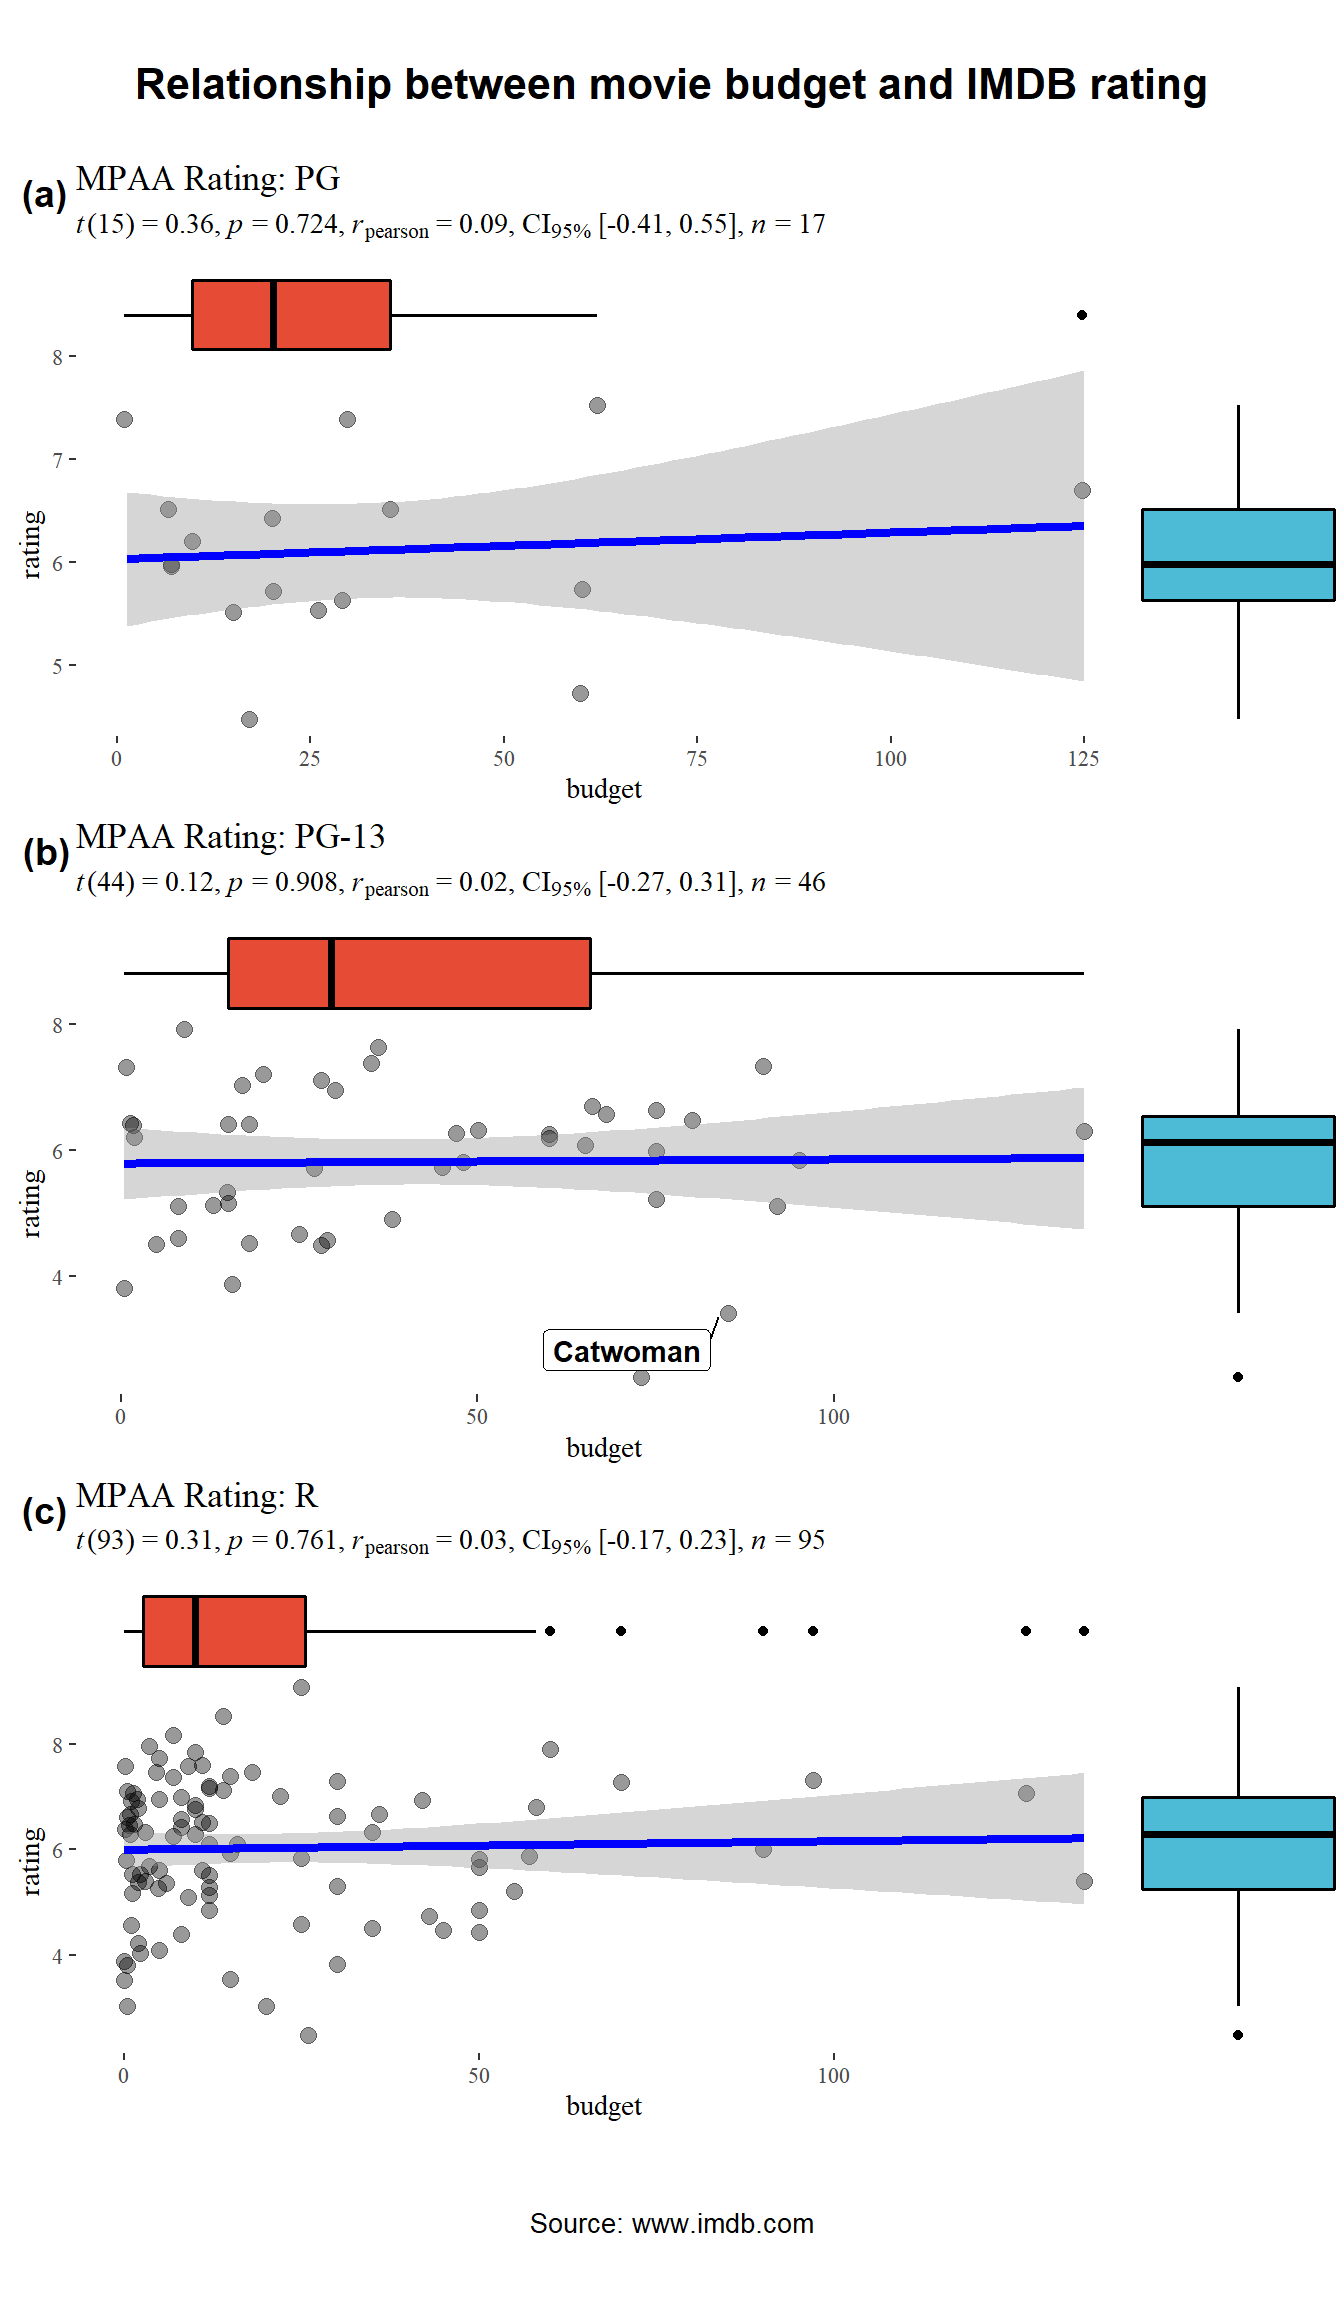 Relationship between movie budget and IMDB rating
(a) MPAA Rating: PG
t(15) = 0.36, p = 0.724, rpearson = 0.09, CI95% [-0.41, 0.55], n = 17
8
7
6
5
rating
0 25 50 75 100 125
budget
(b) MPAA Rating: PG-13
t(44) = 0.12, p = 0.908, rpearson = 0.02, CI95% [-0.27, 0.31], n = 46
8
6
4
rating
Catwoman
0 50 100
budget
(c) MPAA Rating: R
t(93) = 0.31, p = 0.761, rpearson = 0.03, CI95% [-0.17, 0.23], n = 95
8
6
4
rating
0 50 100
budget
Source: www.imdb.com